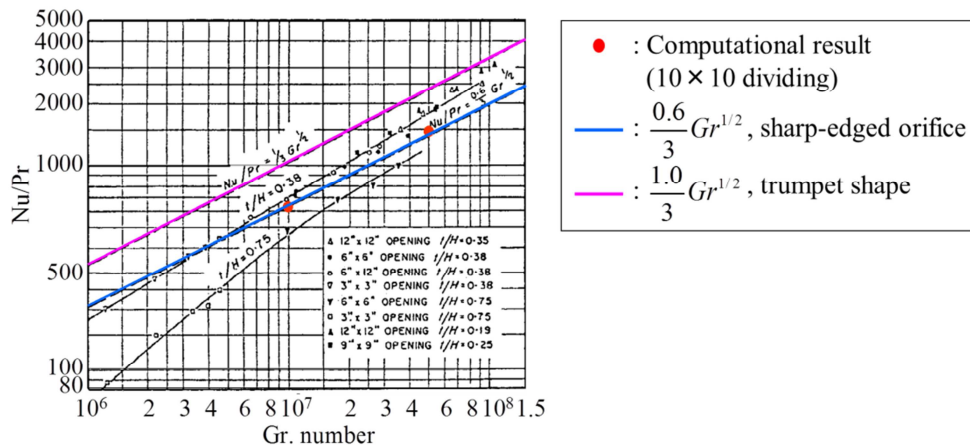 5000
4000
3000
2000
1000
500
100
80
Nu/Pr
10⁶ 2 3 4 6 8 10⁷ 2 3 4 6 8 10⁸ 1.5
Gr. number
Nu/Pr = 1/3 Gr 1/2
t/H = 0.38
t/H = 0.75
Nu/Pr = 0.6/3 Gr 1/2
12"x 12" OPENING t/H=0.35
6"x 6" OPENING t/H=0.38
6"x 12" OPENING t/H=0.38
3"x 3" OPENING t/H=0.38
6"x 6" OPENING t/H=0.75
3"x 3" OPENING t/H=0.75
12"x 12" OPENING t/H=0.19
9"x 9" OPENING t/H=0.25
: Computational result
(10 × 10 dividing)
: 0.6/3 Gr^1/2 , sharp-edged orifice
: 1.0/3 Gr^1/2 , trumpet shape